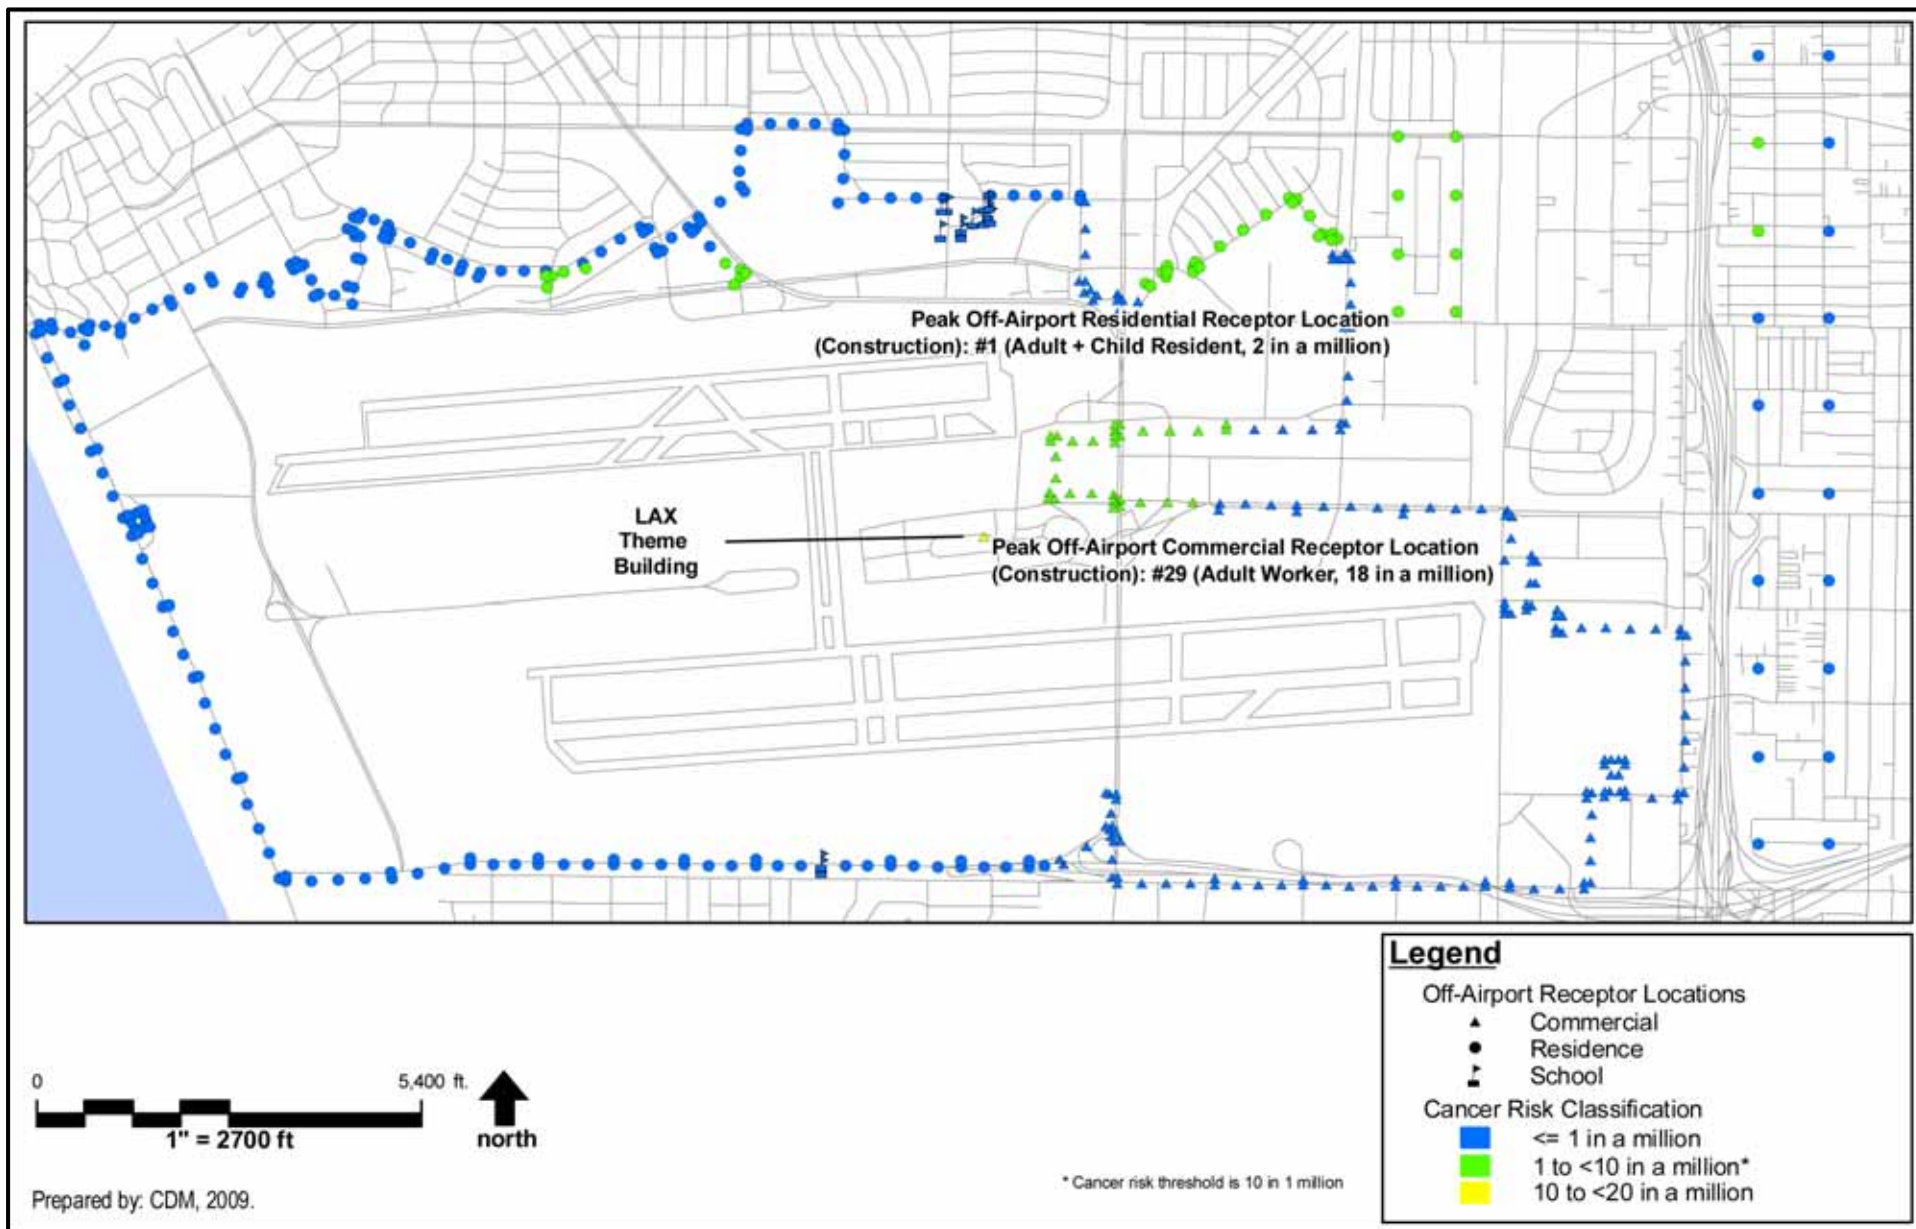 Peak Off-Airport Residential Receptor Location
(Construction): #1 (Adult + Child Resident, 2 in a million)
LAX
Theme
Building
Peak Off-Airport Commercial Receptor Location
(Construction): #29 (Adult Worker, 18 in a million)
Legend
Off-Airport Receptor Locations
Commercial
Residence
School
Cancer Risk Classification
<= 1 in a million
1 to <10 in a million*
10 to <20 in a million
0
5,400 ft.
1" = 2700 ft
north
* Cancer risk threshold is 10 in 1 million
Prepared by: CDM, 2009.